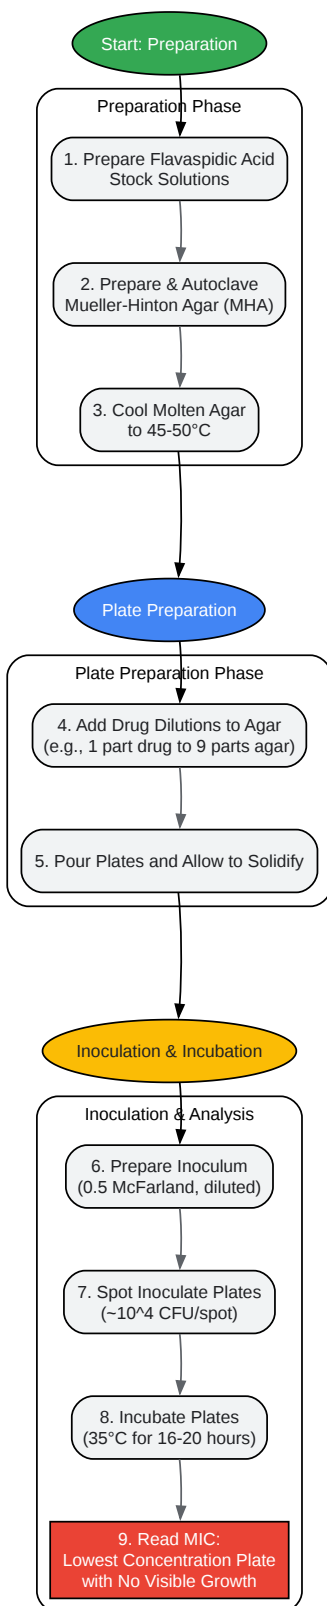 Start: Preparation
Preparation Phase
1. Prepare Flavaspidic Acid
Stock Solutions
2. Prepare & Autoclave
Mueller-Hinton Agar (MHA)
3. Cool Molten Agar
to 45-50°C
Plate Preparation
Plate Preparation Phase
4. Add Drug Dilutions to Agar
(e.g., 1 part drug to 9 parts agar)
5. Pour Plates and Allow to Solidify
Inoculation & Incubation
Inoculation & Analysis
6. Prepare Inoculum
(0.5 McFarland, diluted)
7. Spot Inoculate Plates
(~10^4 CFU/spot)
8. Incubate Plates
(35°C for 16-20 hours)
9. Read MIC:
Lowest Concentration Plate
with No Visible Growth